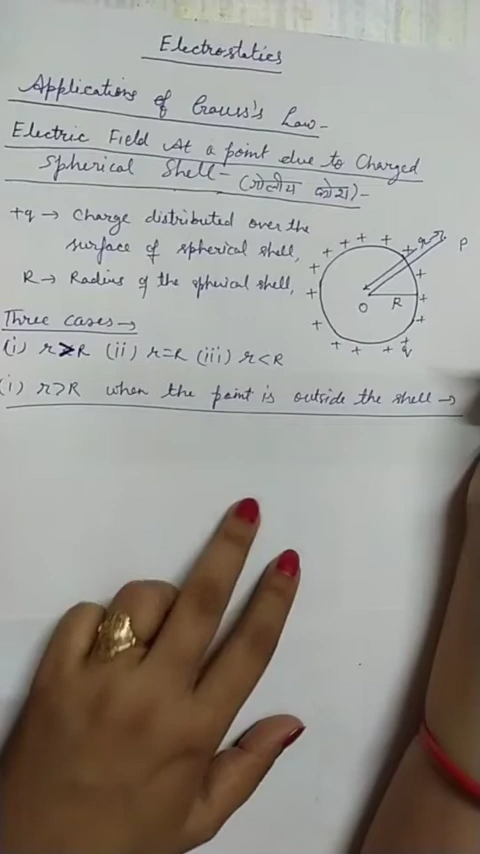 Electrostatics
Applications of Gauss's Law-
Electric Field At a point due to Charged
Spherical Shell- (गोलीय कोश)-
+q → Charge distributed over the
surface of spherical shell,
R → Radius of the spherical shell,
r P
O R
q
Three cases→
(i) r>R (ii) r=R (iii) r<R
(i) r>R when the point is outside the shell →